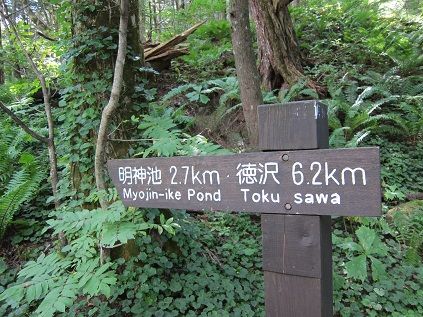 明神池 2.7km・徳沢 6.2km
Myojin-ike Pond Toku sawa